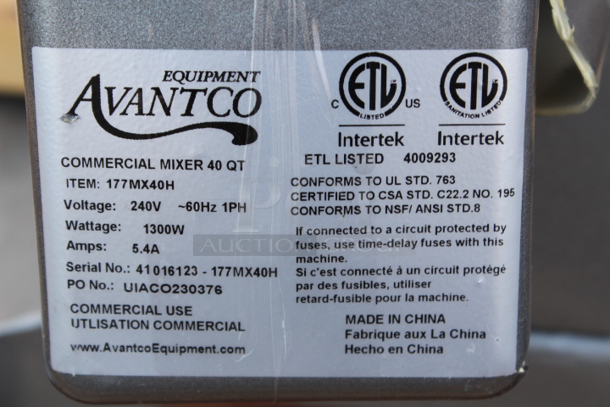 EQUIPMENT
AVANTCO
COMMERCIAL MIXER 40 QT
ITEM: 177MX40H
Voltage: 240V ~60Hz 1PH
Wattage: 1300W
Amps: 5.4A
Serial No.: 41016123 - 177MX40H
PO No.: UIACO230376
COMMERCIAL USE
UTLISATION COMMERCIAL
www.AvantcoEquipment.com
C ETL US
LISTED
Intertek
ETL
SANITATION LISTED
Intertek
ETL LISTED 4009293
CONFORMS TO UL STD. 763
CERTIFIED TO CSA STD. C22.2 NO. 195
CONFORMS TO NSF/ ANSI STD.8
If connected to a circuit protected by
fuses, use time-delay fuses with this
machine.
Si c'est connecté à un circuit protégé
par des fusibles, utiliser
retard-fusible pour la machine.
MADE IN CHINA
Fabrique aux La China
Hecho en China